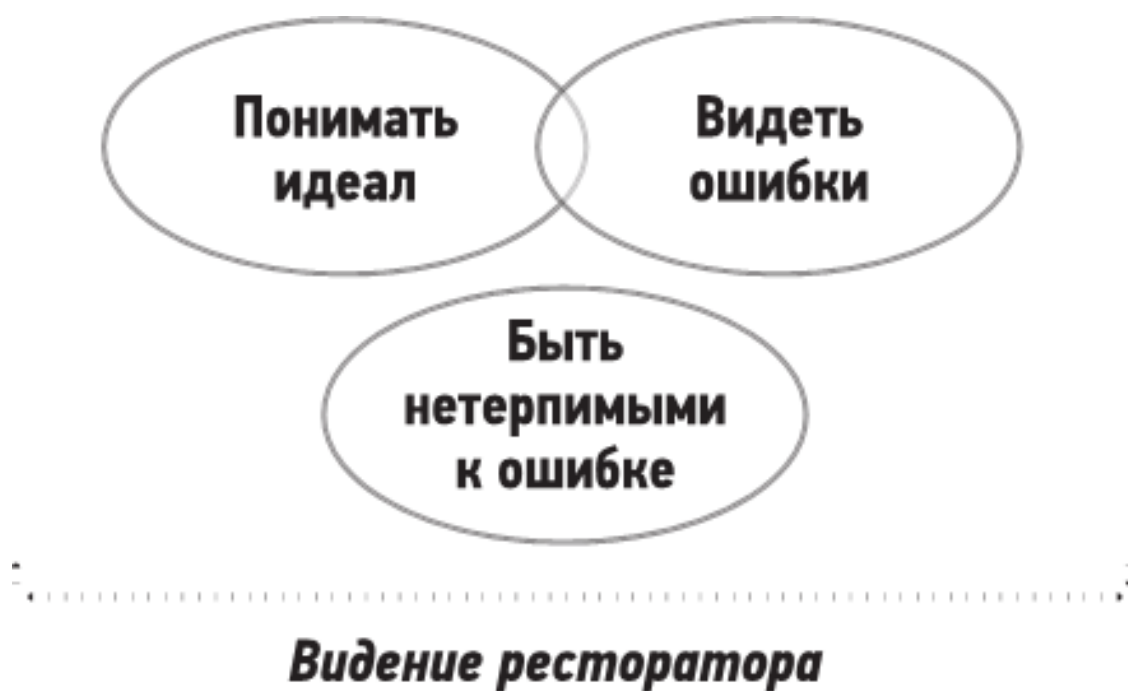 Понимать
идеал
Видеть
ошибки
Быть
нетерпимыми
к ошибке
Видение ресторатора